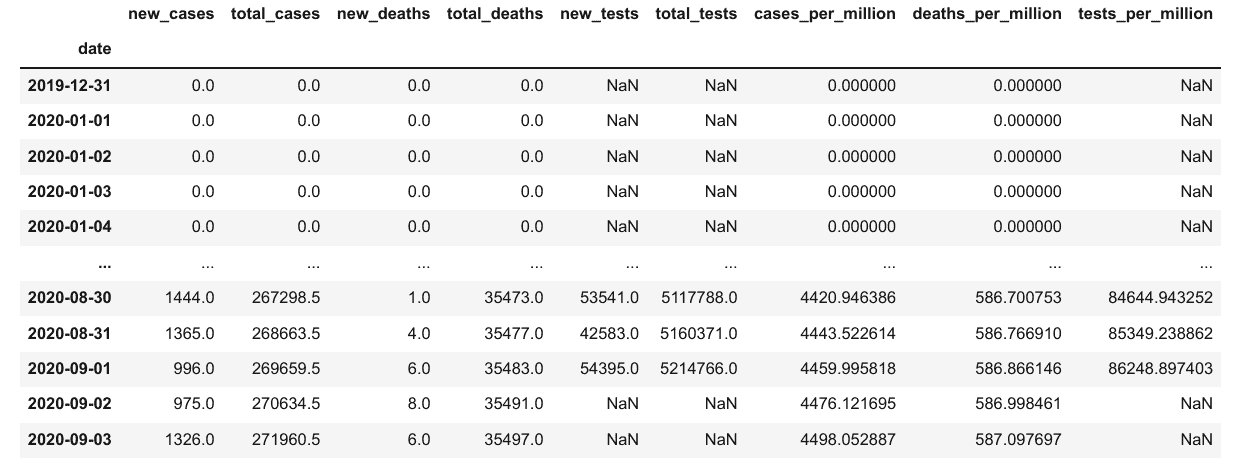 new_cases total_cases new_deaths total_deaths new_tests total_tests cases_per_million deaths_per_million tests_per_million
date
2019-12-31 0.0 0.0 0.0 0.0 NaN NaN 0.000000 0.000000 NaN
2020-01-01 0.0 0.0 0.0 0.0 NaN NaN 0.000000 0.000000 NaN
2020-01-02 0.0 0.0 0.0 0.0 NaN NaN 0.000000 0.000000 NaN
2020-01-03 0.0 0.0 0.0 0.0 NaN NaN 0.000000 0.000000 NaN
2020-01-04 0.0 0.0 0.0 0.0 NaN NaN 0.000000 0.000000 NaN
... ... ... ... ... ... ... ... ... ...
2020-08-30 1444.0 267298.5 1.0 35473.0 53541.0 5117788.0 4420.946386 586.700753 84644.943252
2020-08-31 1365.0 268663.5 4.0 35477.0 42583.0 5160371.0 4443.522614 586.766910 85349.238862
2020-09-01 996.0 269659.5 6.0 35483.0 54395.0 5214766.0 4459.995818 586.866146 86248.897403
2020-09-02 975.0 270634.5 8.0 35491.0 NaN NaN 4476.121695 586.998461 NaN
2020-09-03 1326.0 271960.5 6.0 35497.0 NaN NaN 4498.052887 587.097697 NaN